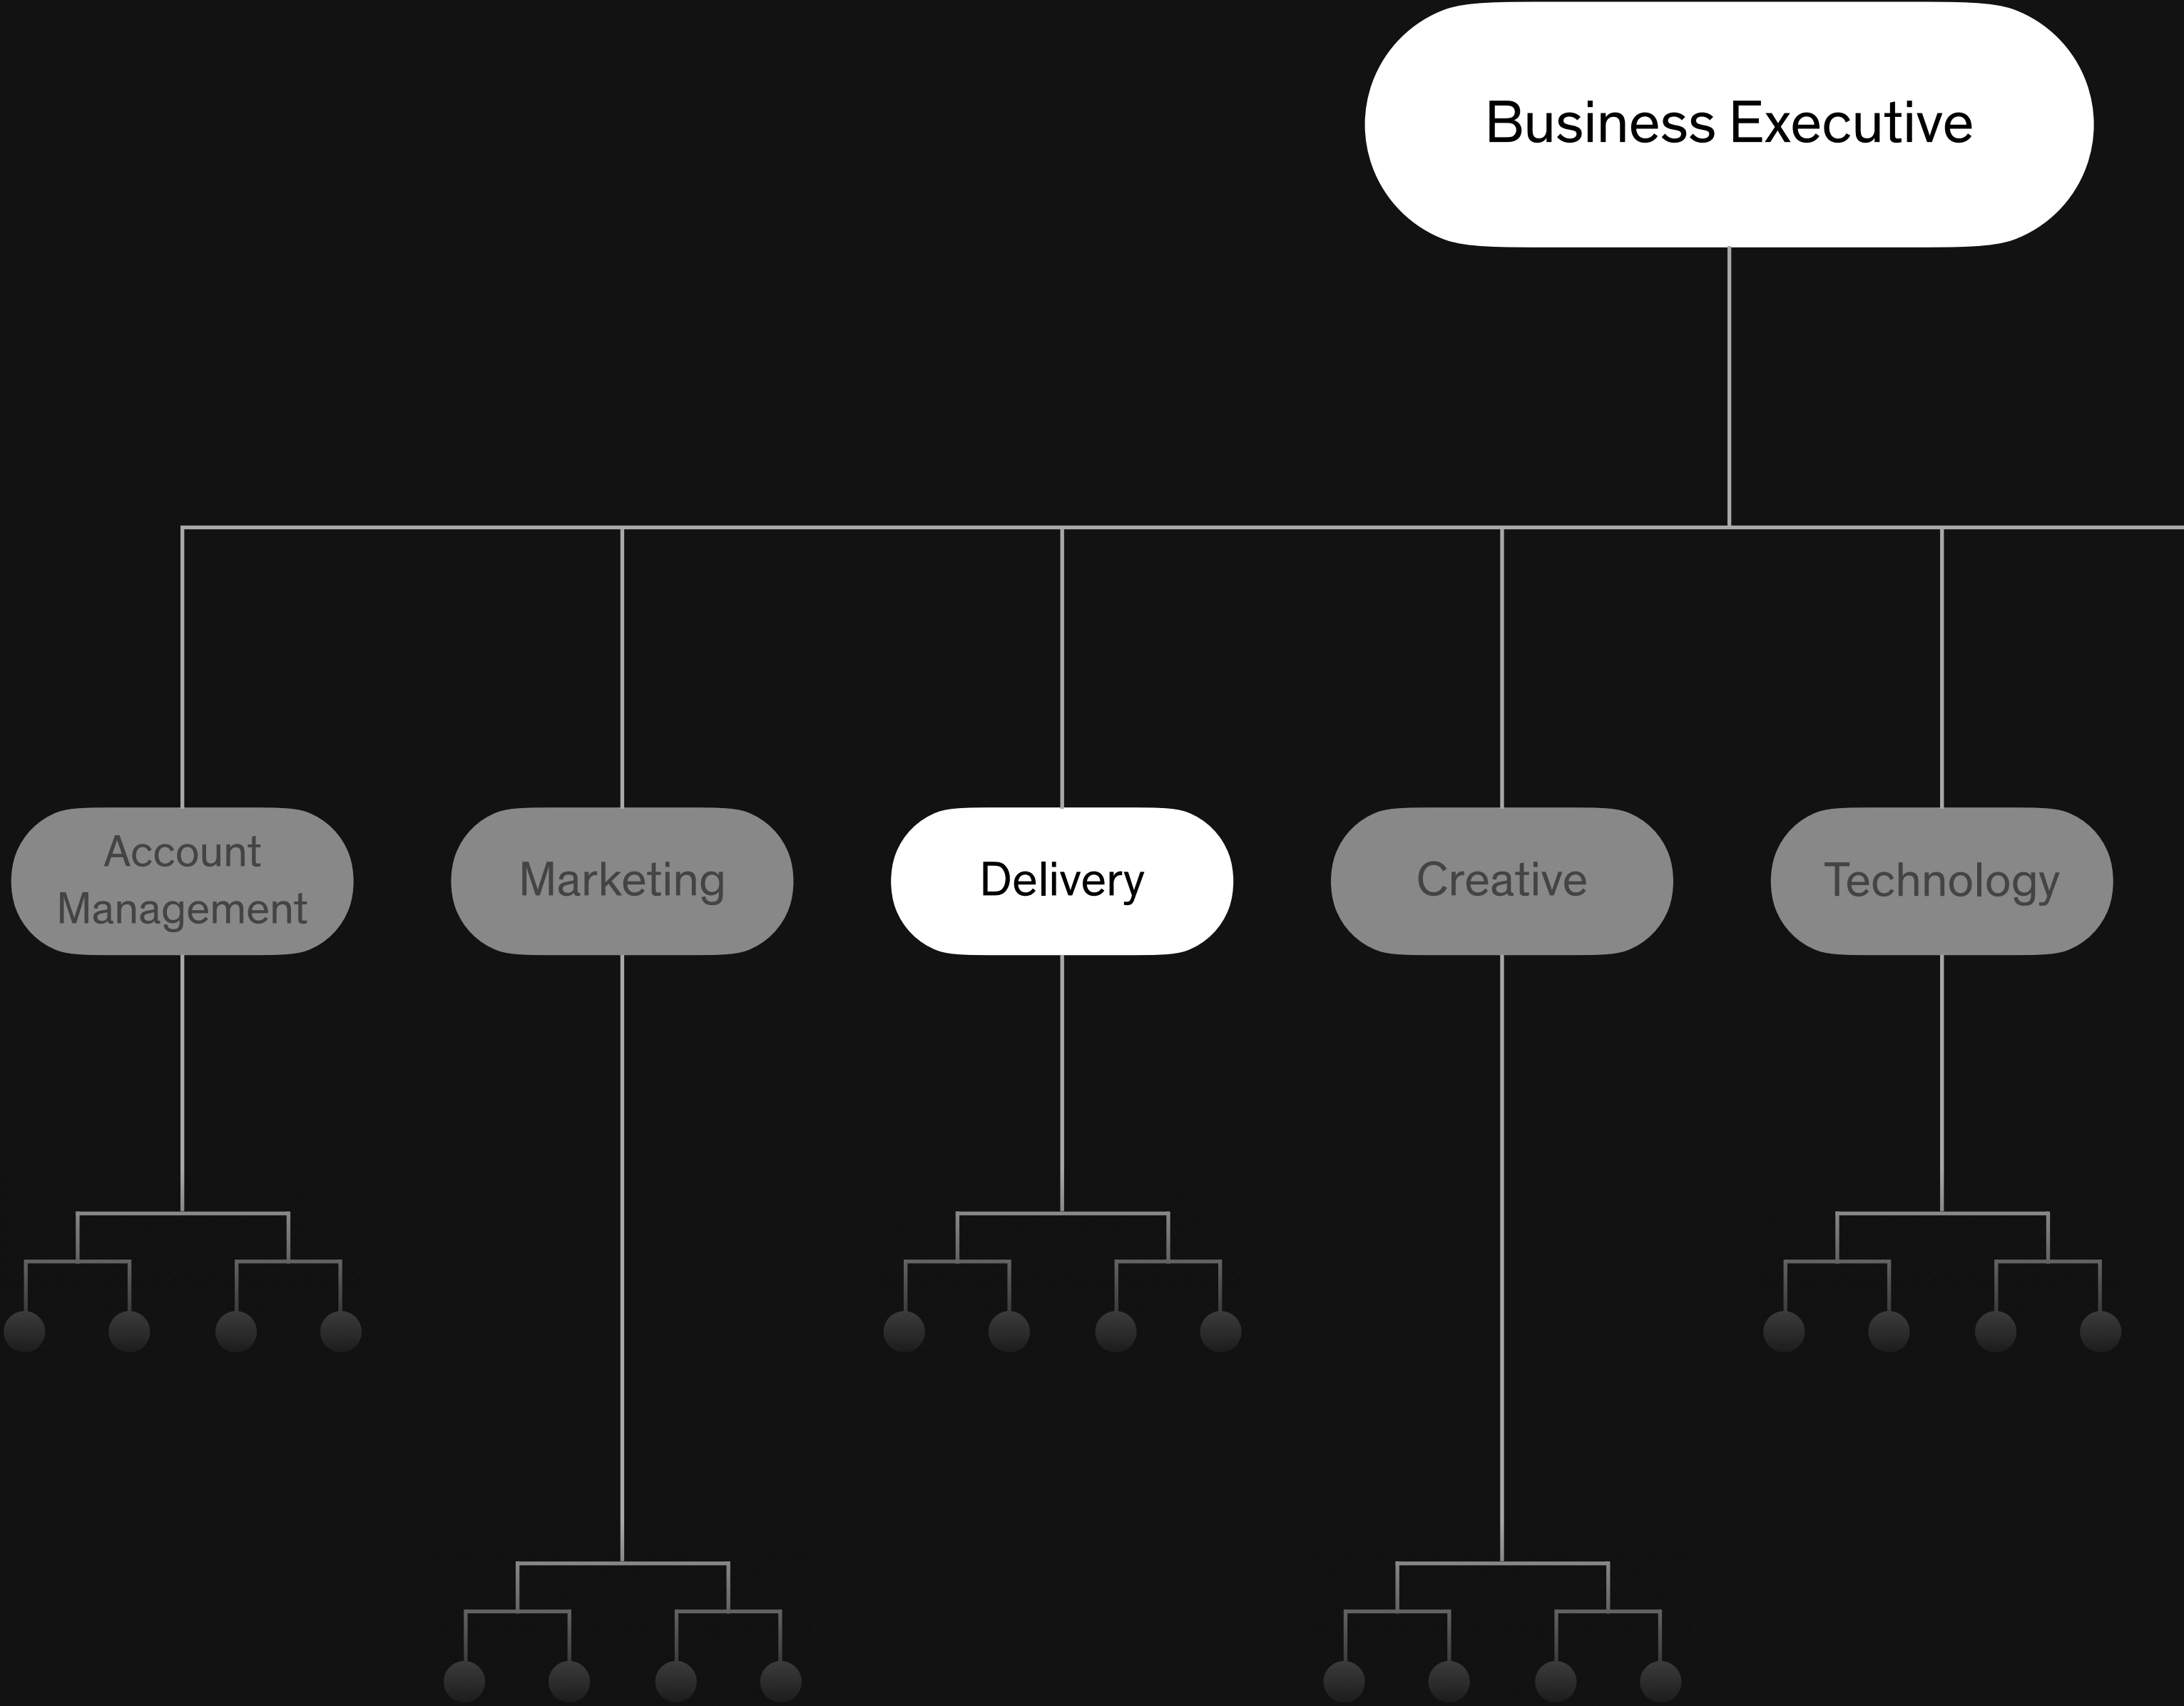 Business Executive
Account
Management
Marketing
Delivery
Creative
Technology